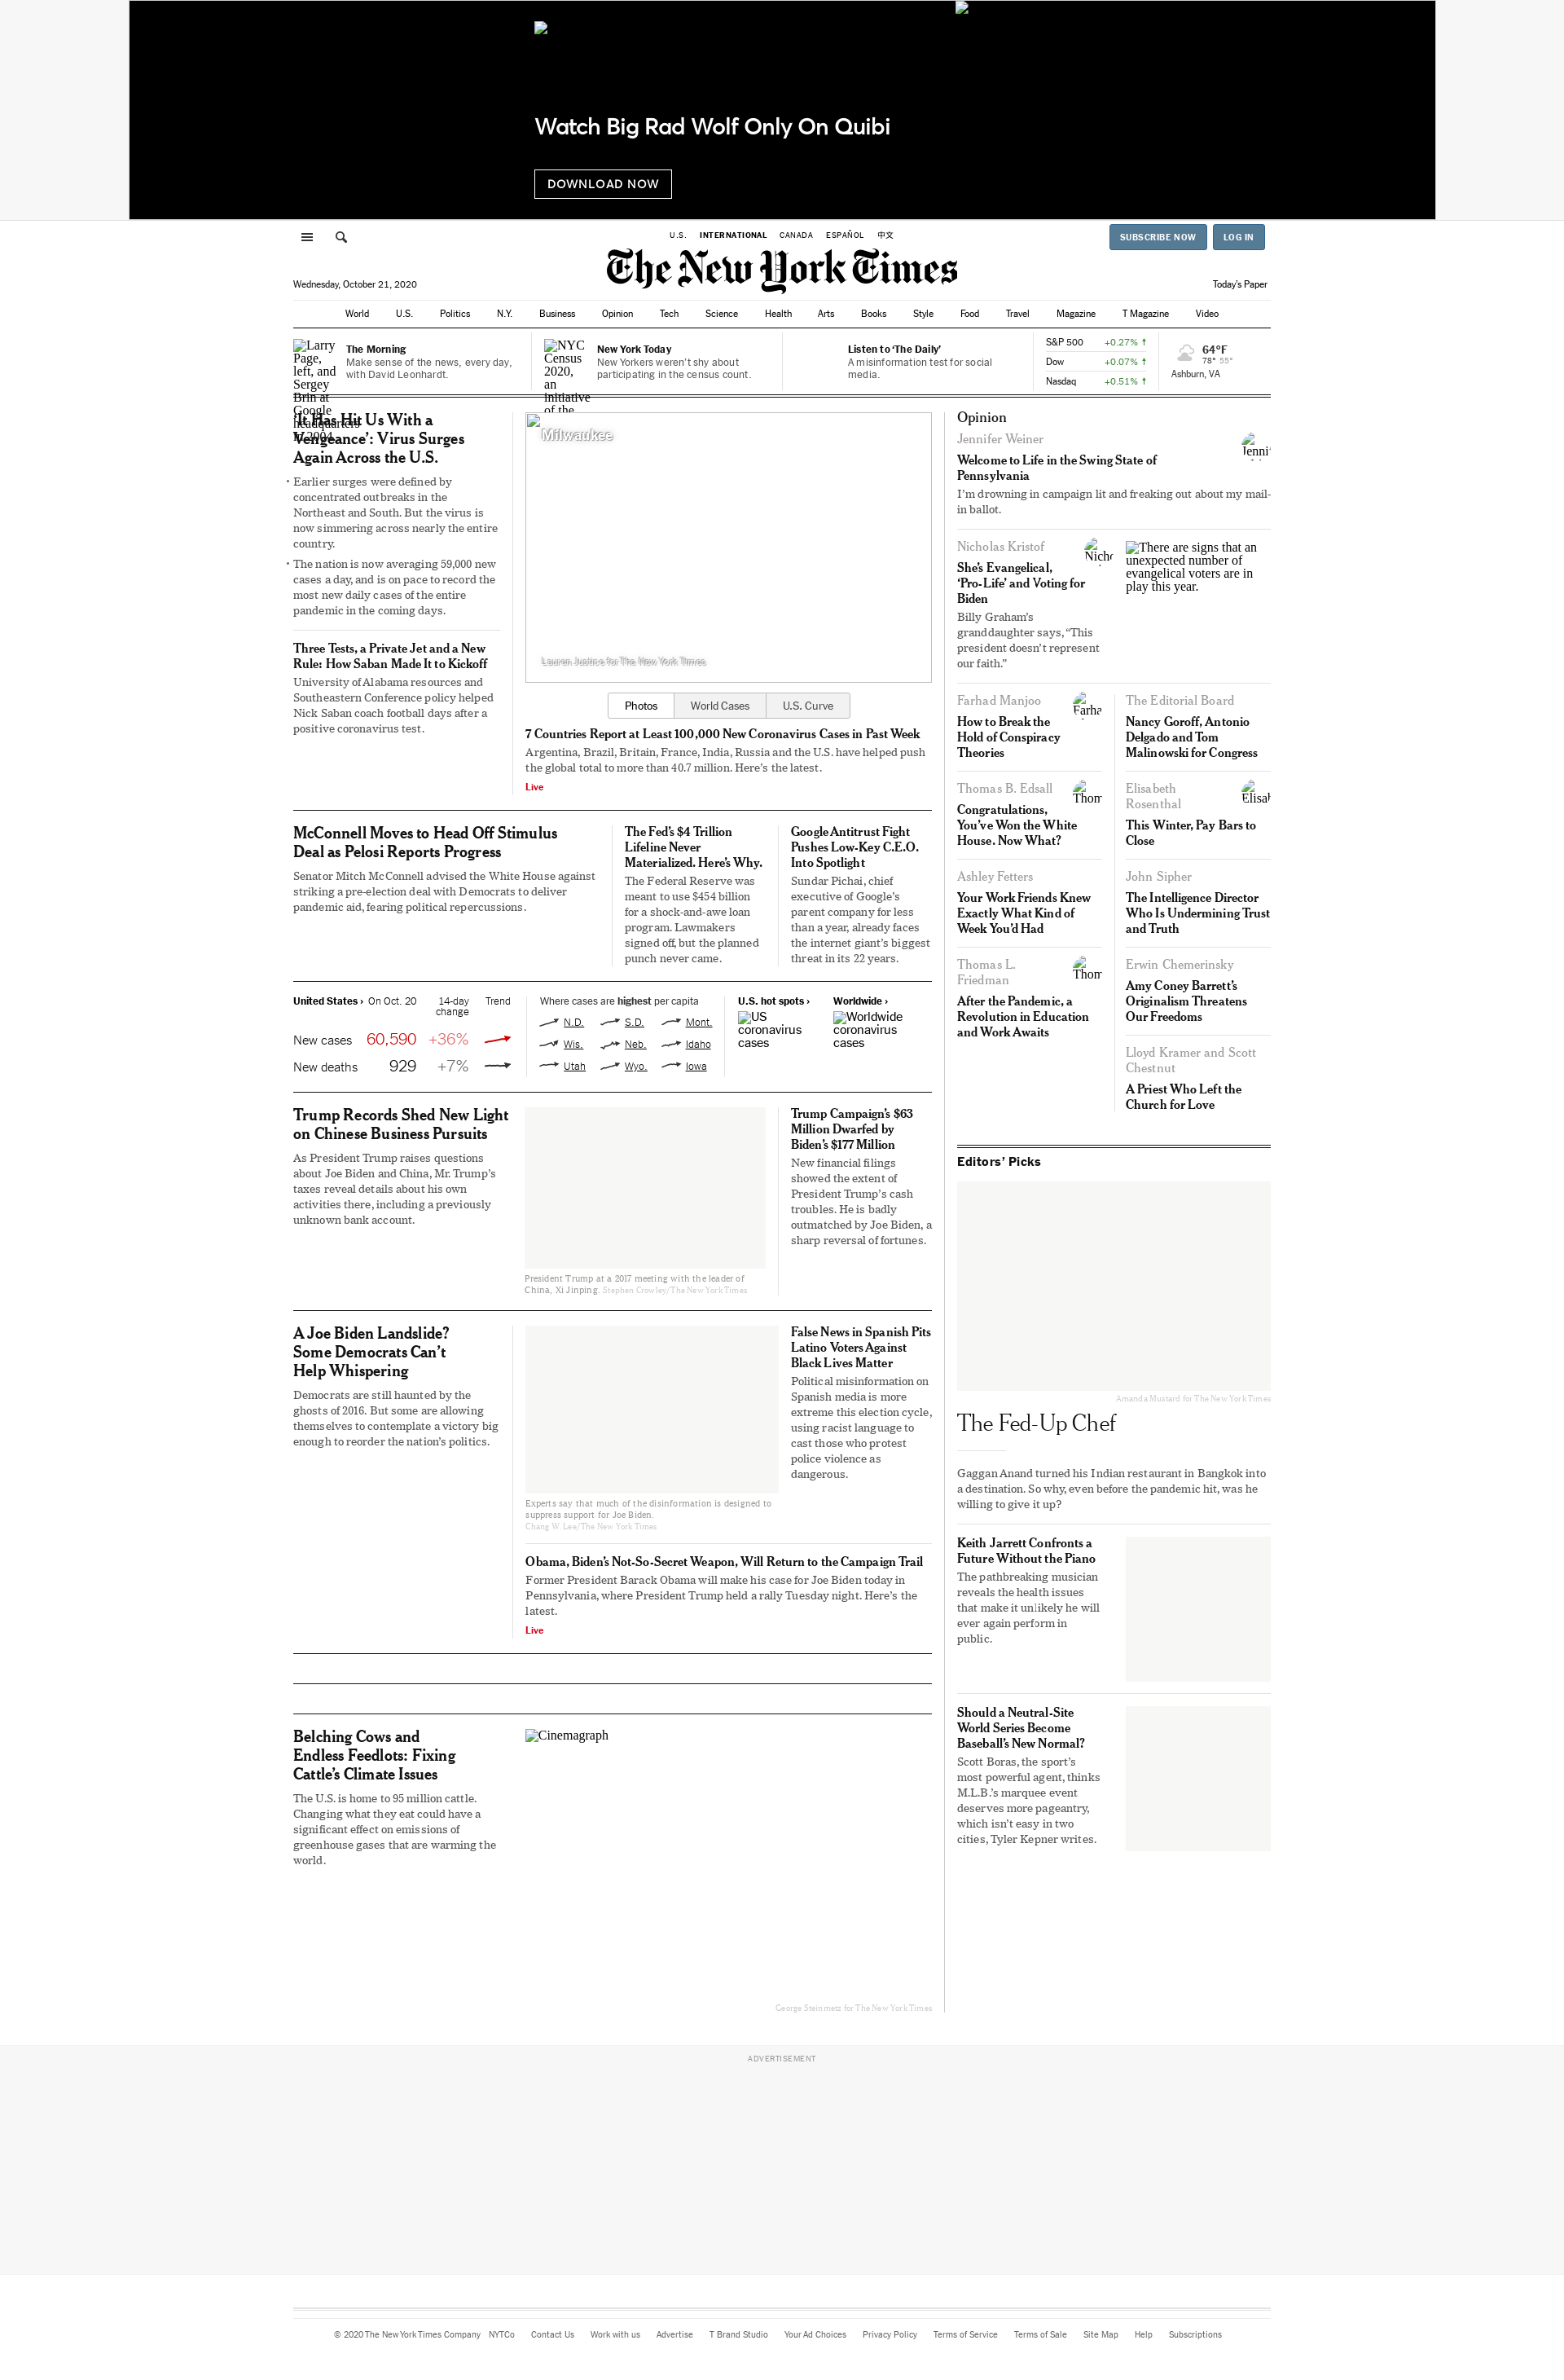 Watch Big Rad Wolf Only On Quibi
DOWNLOAD NOW
U.S. INTERNATIONAL CANADA ESPAÑOL 中文
SUBSCRIBE NOW LOG IN
The New York Times
Wednesday, October 21, 2020
Today's Paper
World U.S. Politics N.Y. Business Opinion Tech Science Health Arts Books Style Food Travel Magazine T Magazine Video
Larry
Page,
left, and
Sergey
Brin at
Google
headquarters
in 2004.
The Morning
Make sense of the news, every day,
with David Leonhardt.
NYC
Census
2020,
an
initiative
of the
New York Today
New Yorkers weren't shy about
participating in the census count.
Listen to 'The Daily'
A misinformation test for social
media.
S&P 500 +0.27% ↑
Dow +0.07% ↑
Nasdaq +0.51% ↑
64°F
78° 55°
Ashburn, VA
'It Has Hit Us With a
Vengeance': Virus Surges
Again Across the U.S.
• Earlier surges were defined by
concentrated outbreaks in the
Northeast and South. But the virus is
now simmering across nearly the entire
country.
• The nation is now averaging 59,000 new
cases a day, and is on pace to record the
most new daily cases of the entire
pandemic in the coming days.
Three Tests, a Private Jet and a New
Rule: How Saban Made It to Kickoff
University of Alabama resources and
Southeastern Conference policy helped
Nick Saban coach football days after a
positive coronavirus test.
Milwaukee
Lauren Justice for The New York Times
Photos World Cases U.S. Curve
7 Countries Report at Least 100,000 New Coronavirus Cases in Past Week
Argentina, Brazil, Britain, France, India, Russia and the U.S. have helped push
the global total to more than 40.7 million. Here's the latest.
Live
McConnell Moves to Head Off Stimulus
Deal as Pelosi Reports Progress
Senator Mitch McConnell advised the White House against
striking a pre-election deal with Democrats to deliver
pandemic aid, fearing political repercussions.
The Fed's $4 Trillion
Lifeline Never
Materialized. Here's Why.
The Federal Reserve was
meant to use $454 billion
for a shock-and-awe loan
program. Lawmakers
signed off, but the planned
punch never came.
Google Antitrust Fight
Pushes Low-Key C.E.O.
Into Spotlight
Sundar Pichai, chief
executive of Google's
parent company for less
than a year, already faces
the internet giant's biggest
threat in its 22 years.
United States › On Oct. 20 14-day change Trend
New cases 60,590 +36%
New deaths 929 +7%
Where cases are highest per capita
N.D. S.D. Mont.
Wis. Neb. Idaho
Utah Wyo. Iowa
U.S. hot spots ›
US
coronavirus
cases
Worldwide ›
Worldwide
coronavirus
cases
Trump Records Shed New Light
on Chinese Business Pursuits
As President Trump raises questions
about Joe Biden and China, Mr. Trump's
taxes reveal details about his own
activities there, including a previously
unknown bank account.
President Trump at a 2017 meeting with the leader of
China, Xi Jinping. Stephen Crowley/The New York Times
Trump Campaign's $63
Million Dwarfed by
Biden's $177 Million
New financial filings
showed the extent of
President Trump's cash
troubles. He is badly
outmatched by Joe Biden, a
sharp reversal of fortunes.
A Joe Biden Landslide?
Some Democrats Can't
Help Whispering
Democrats are still haunted by the
ghosts of 2016. But some are allowing
themselves to contemplate a victory big
enough to reorder the nation's politics.
Experts say that much of the disinformation is designed to
suppress support for Joe Biden.
Chang W. Lee/The New York Times
False News in Spanish Pits
Latino Voters Against
Black Lives Matter
Political misinformation on
Spanish media is more
extreme this election cycle,
using racist language to
cast those who protest
police violence as
dangerous.
Obama, Biden's Not-So-Secret Weapon, Will Return to the Campaign Trail
Former President Barack Obama will make his case for Joe Biden today in
Pennsylvania, where President Trump held a rally Tuesday night. Here's the
latest.
Live
Belching Cows and
Endless Feedlots: Fixing
Cattle's Climate Issues
The U.S. is home to 95 million cattle.
Changing what they eat could have a
significant effect on emissions of
greenhouse gases that are warming the
world.
Cinemagraph
George Steinmetz for The New York Times
Opinion
Jennifer Weiner
Welcome to Life in the Swing State of
Pennsylvania
I'm drowning in campaign lit and freaking out about my mail-
in ballot.
Nicholas Kristof
She's Evangelical,
'Pro-Life' and Voting for
Biden
Billy Graham's
granddaughter says, "This
president doesn't represent
our faith."
There are signs that an
unexpected number of
evangelical voters are in
play this year.
Farhad Manjoo
How to Break the
Hold of Conspiracy
Theories
Thomas B. Edsall
Congratulations,
You've Won the White
House. Now What?
Ashley Fetters
Your Work Friends Knew
Exactly What Kind of
Week You'd Had
Thomas L.
Friedman
After the Pandemic, a
Revolution in Education
and Work Awaits
The Editorial Board
Nancy Goroff, Antonio
Delgado and Tom
Malinowski for Congress
Elisabeth
Rosenthal
This Winter, Pay Bars to
Close
John Sipher
The Intelligence Director
Who Is Undermining Trust
and Truth
Erwin Chemerinsky
Amy Coney Barrett's
Originalism Threatens
Our Freedoms
Lloyd Kramer and Scott
Chestnut
A Priest Who Left the
Church for Love
Editors' Picks
Amanda Mustard for The New York Times
The Fed-Up Chef
Gaggan Anand turned his Indian restaurant in Bangkok into
a destination. So why, even before the pandemic hit, was he
willing to give it up?
Keith Jarrett Confronts a
Future Without the Piano
The pathbreaking musician
reveals the health issues
that make it unlikely he will
ever again perform in
public.
Should a Neutral-Site
World Series Become
Baseball's New Normal?
Scott Boras, the sport's
most powerful agent, thinks
M.L.B.'s marquee event
deserves more pageantry,
which isn't easy in two
cities, Tyler Kepner writes.
ADVERTISEMENT
© 2020 The New York Times Company NYTCo Contact Us Work with us Advertise T Brand Studio Your Ad Choices Privacy Policy Terms of Service Terms of Sale Site Map Help Subscriptions